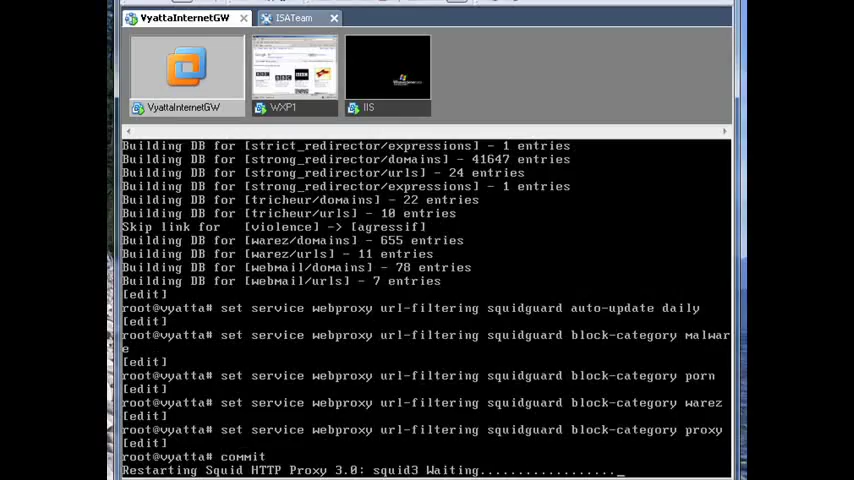 VyattaInternetGW
ISATeam
VyattaInternetGW
WXP1
IIS
Building DB for [strict_redirector/expressions] - 1 entries
Building DB for [strong_redirector/domains] - 41647 entries
Building DB for [strong_redirector/urls] - 24 entries
Building DB for [strong_redirector/expressions] - 1 entries
Building DB for [tricheur/domains] - 22 entries
Building DB for [tricheur/urls] - 10 entries
Skip link for   [violence] -> [agressif]
Building DB for [warez/domains] - 655 entries
Building DB for [warez/urls] - 11 entries
Building DB for [webmail/domains] - 78 entries
Building DB for [webmail/urls] - 7 entries
[edit]
root@vyatta# set service webproxy url-filtering squidguard auto-update daily
[edit]
root@vyatta# set service webproxy url-filtering squidguard block-category malwar
e
[edit]
root@vyatta# set service webproxy url-filtering squidguard block-category porn
[edit]
root@vyatta# set service webproxy url-filtering squidguard block-category warez
[edit]
root@vyatta# set service webproxy url-filtering squidguard block-category proxy
[edit]
root@vyatta# commit
Restarting Squid HTTP Proxy 3.0: squid3 Waiting..................._